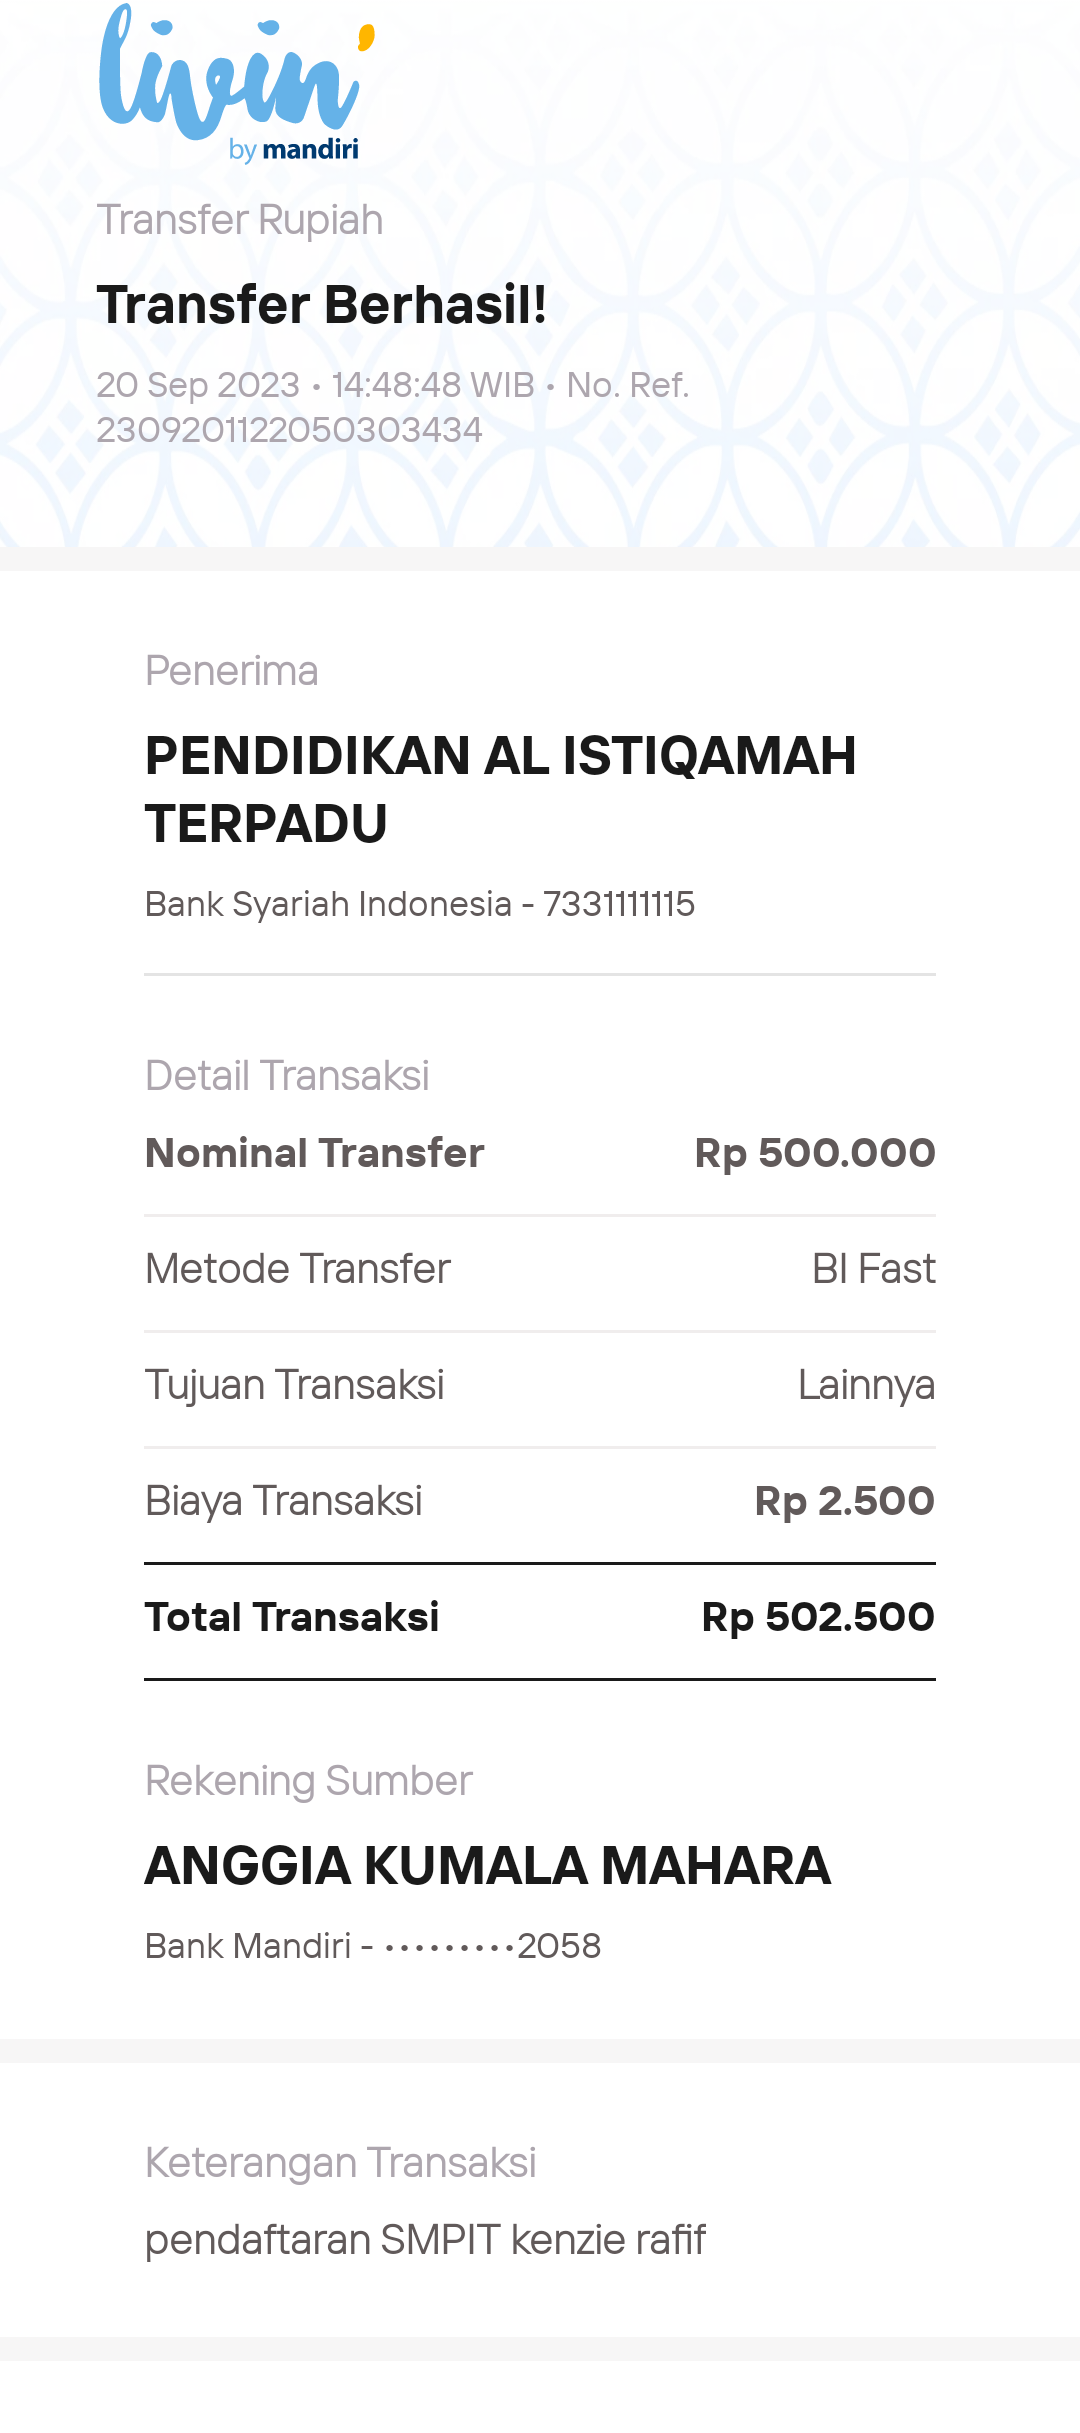 livin'
by mandiri
Transfer Rupiah
Transfer Berhasil!
20 Sep 2023 • 14:48:48 WIB • No. Ref.
2309201122050303434
Penerima
PENDIDIKAN AL ISTIQAMAH
TERPADU
Bank Syariah Indonesia - 7331111115
Detail Transaksi
Nominal Transfer Rp 500.000
Metode Transfer BI Fast
Tujuan Transaksi Lainnya
Biaya Transaksi Rp 2.500
Total Transaksi Rp 502.500
Rekening Sumber
ANGGIA KUMALA MAHARA
Bank Mandiri - •••••••••2058
Keterangan Transaksi
pendaftaran SMPIT kenzie rafif